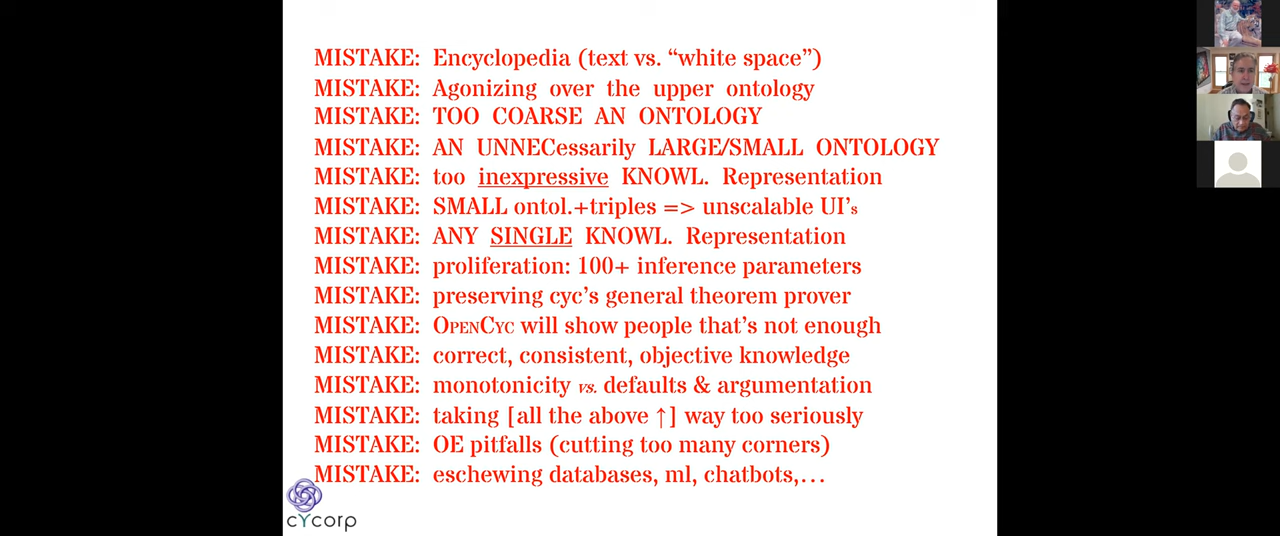 MISTAKE: Encyclopedia (text vs. “white space”)
MISTAKE: Agonizing over the upper ontology
MISTAKE: TOO COARSE AN ONTOLOGY
MISTAKE: AN UNNECessarily LARGE/SMALL ONTOLOGY
MISTAKE: too inexpressive KNOWL. Representation
MISTAKE: SMALL ontol.+triples => unscalable UI’s
MISTAKE: ANY SINGLE KNOWL. Representation
MISTAKE: proliferation: 100+ inference parameters
MISTAKE: preserving cyc’s general theorem prover
MISTAKE: OPENCYC will show people that’s not enough
MISTAKE: correct, consistent, objective knowledge
MISTAKE: monotonicity vs. defaults & argumentation
MISTAKE: taking [all the above ↑] way too seriously
MISTAKE: OE pitfalls (cutting too many corners)
MISTAKE: eschewing databases, ml, chatbots,…
cYcorp